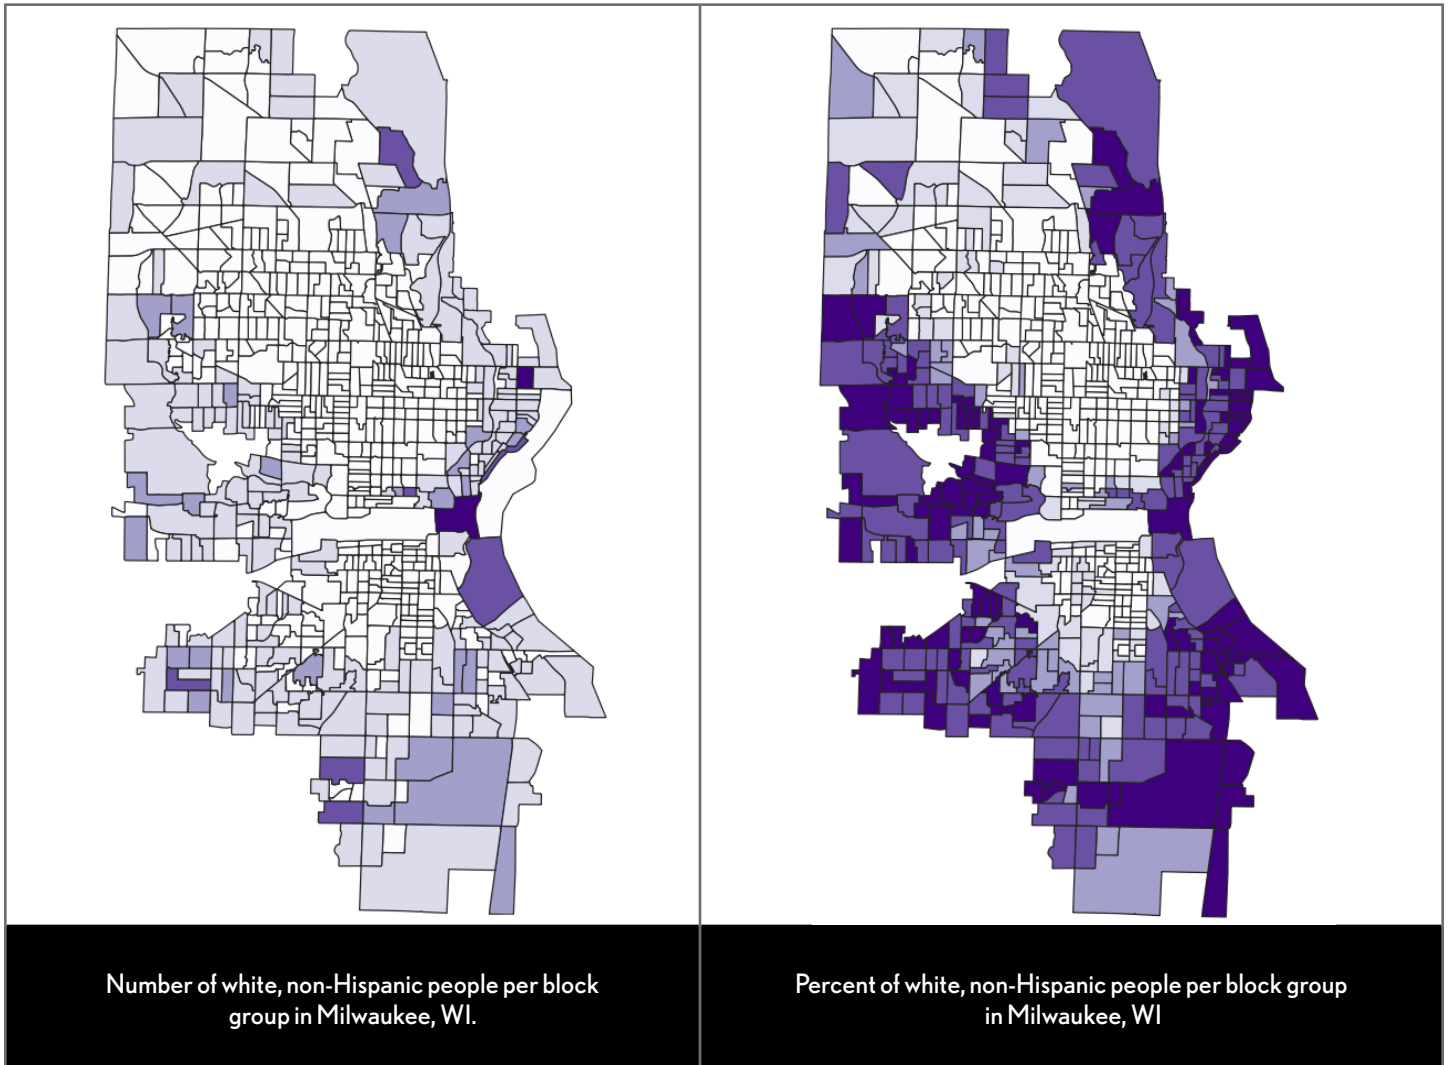 Number of white, non-Hispanic people per block
group in Milwaukee, WI.
Percent of white, non-Hispanic people per block group
in Milwaukee, WI